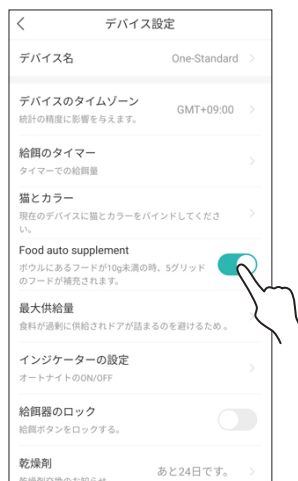 デバイス設定
デバイス名 One-Standard
デバイスのタイムゾーン GMT+09:00
統計の精度に影響を与えます。
給餌のタイマー
タイマーでの給餌量
猫とカラー
現在のデバイスに猫とカラーをバインドしてくださ
い。
Food auto supplement
ボウルにあるフードが10g未満の時、5グリッド
のフードが補充されます。
最大供給量
食料が過剰に供給されドアが詰まるのを避けるため。
インジケーターの設定
オートナイトのON/OFF
給餌器のロック
給餌ボタンをロックする。
乾燥剤 あと24日です。
乾燥剤交換のお知らせ